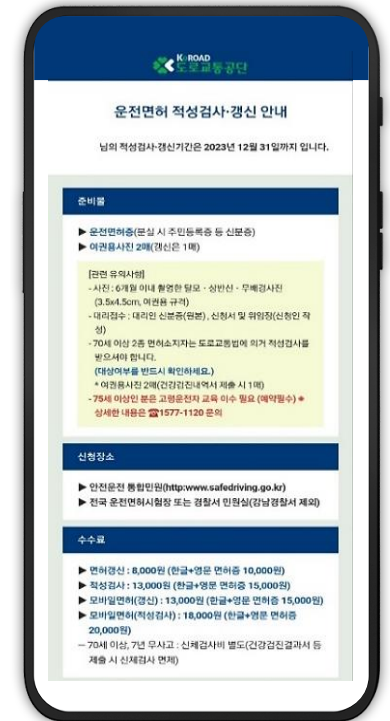 KoROAD
도로교통공단
운전면허 적성검사·갱신 안내
님의 적성검사·갱신기간은 2023년 12월 31일까지 입니다.
준비물
▶ 운전면허증(분실 시 주민등록증 등 신분증)
▶ 여권용사진 2매(갱신은 1매)
[관련 유의사항]
- 사진 : 6개월 이내 촬영한 탈모 · 상반신 · 무배경사진
(3.5x4.5cm, 여권용 규격)
- 대리접수 : 대리인 신분증(원본), 신청서 및 위임장(신청인 작
성)
- 70세 이상 2종 면허소지자는 도로교통법에 의거 적성검사를
받으셔야 합니다.
(대상여부를 반드시 확인하세요.)
* 여권용사진 2매(건강검진내역서 제출 시 1매)
- 75세 이상인 분은 고령운전자 교육 이수 필요 (예약필수) *
상세한 내용은 ☎1577-1120 문의
신청장소
▶ 안전운전 통합민원(http:www.safedriving.go.kr)
▶ 전국 운전면허시험장 또는 경찰서 민원실(강남경찰서 제외)
수수료
▶ 면허갱신 : 8,000원 (한글+영문 면허증 10,000원)
▶ 적성검사 : 13,000원 (한글+영문 면허증 15,000원)
▶ 모바일면허(갱신) : 13,000원 (한글+영문 면허증 15,000원)
▶ 모바일면허(적성검사) : 18,000원 (한글+영문 면허증
20,000원)
─ 70세 이상, 7년 무사고 : 신체검사비 별도(건강검진결과서 등
제출 시 신체검사 면제)